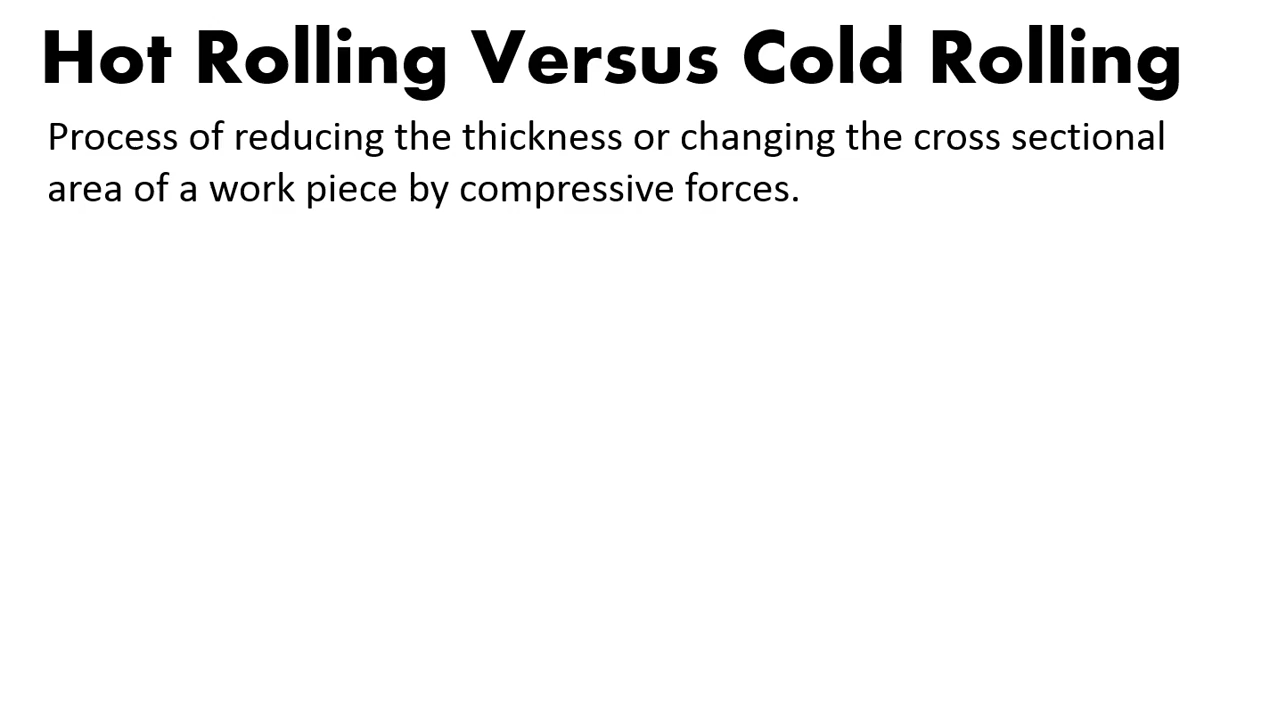 Hot Rolling Versus Cold Rolling
Process of reducing the thickness or changing the cross sectional
area of a work piece by compressive forces.